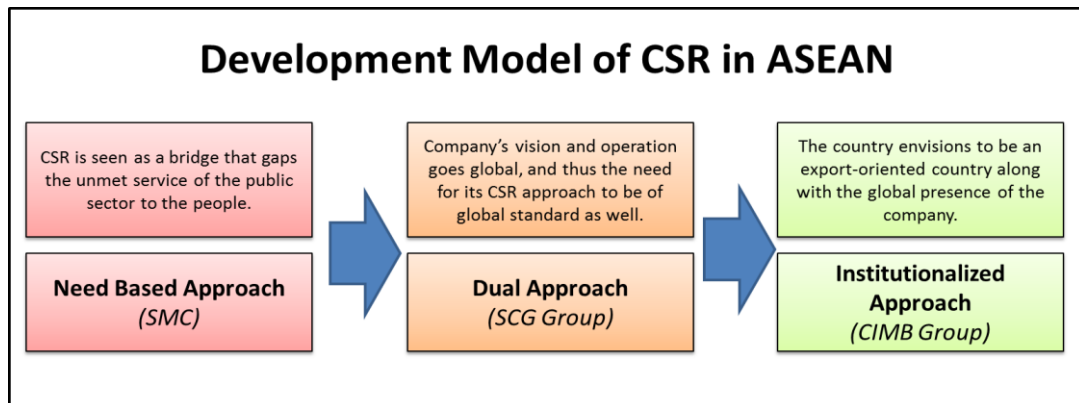 Development Model of CSR in ASEAN
CSR is seen as a bridge that gaps
the unmet service of the public
sector to the people.
Need Based Approach
(SMC)
Company's vision and operation
goes global, and thus the need
for its CSR approach to be of
global standard as well.
Dual Approach
(SCG Group)
The country envisions to be an
export-oriented country along
with the global presence of the
company.
Institutionalized
Approach
(CIMB Group)